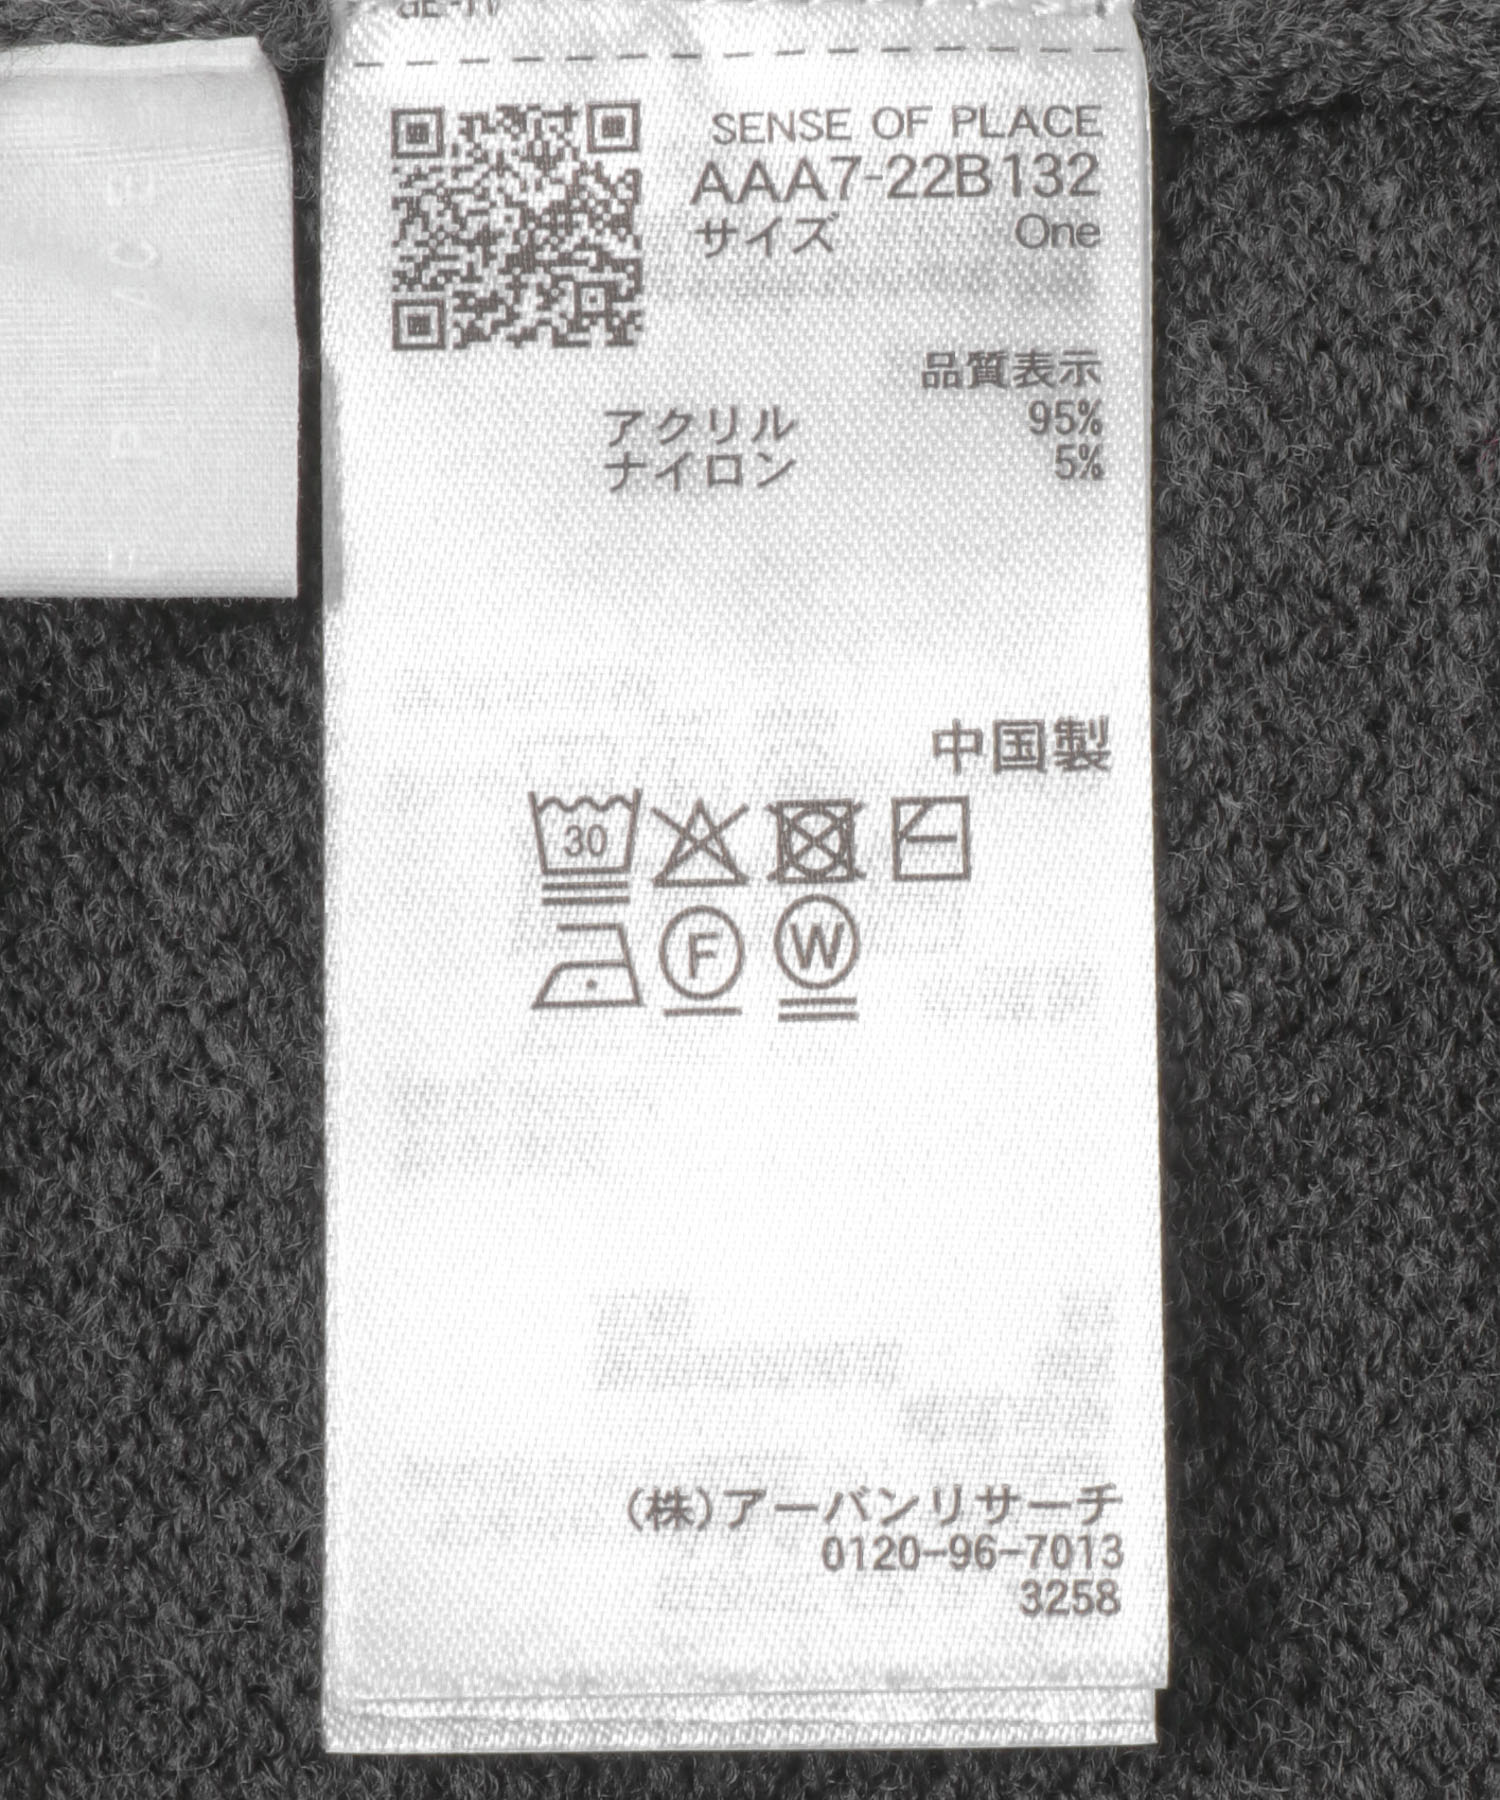 SENSE OF PLACE
AAA7-22B132
サイズ One
品質表示
アクリル 95%
ナイロン 5%
中国製
30
F W
(株)アーバンリサーチ
0120-96-7013
3258
PLACE